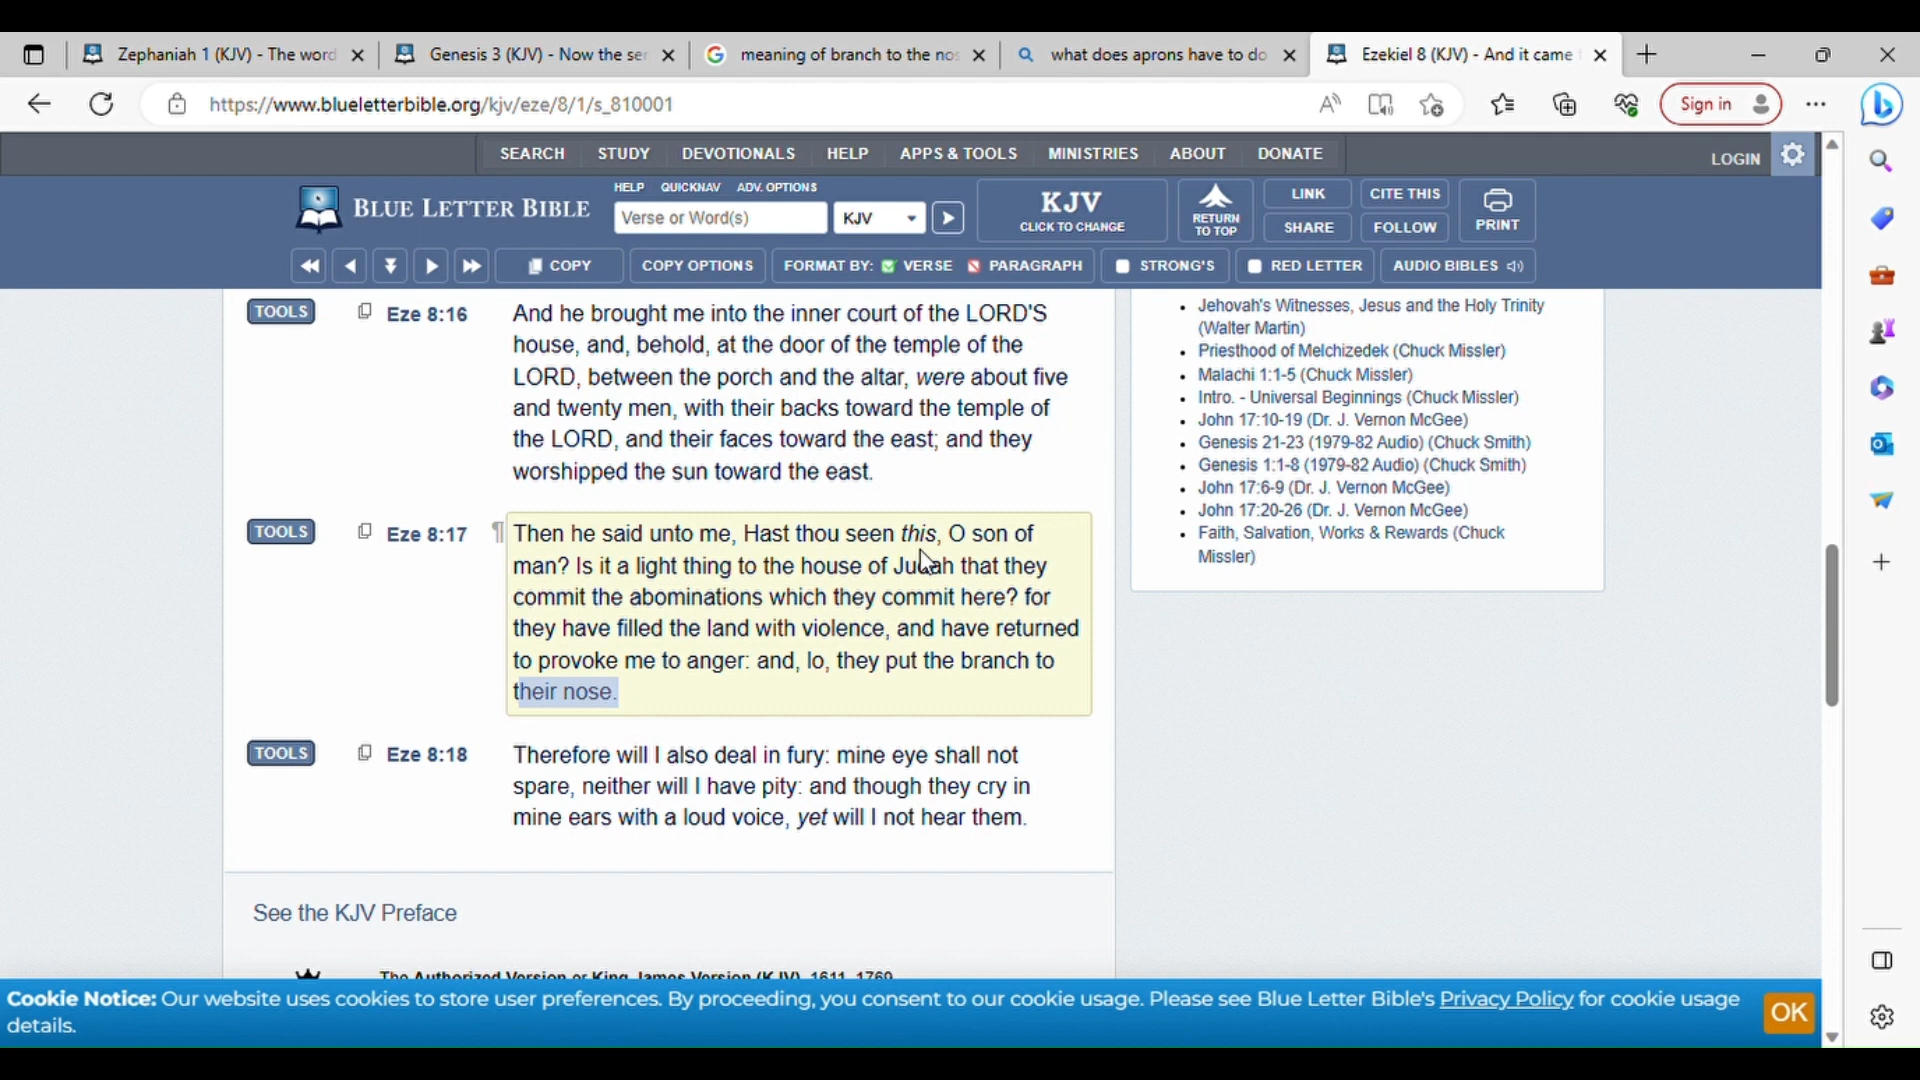 Zephaniah 1 (KJV) - The word
Genesis 3 (KJV) - Now the ser
meaning of branch to the nos
what does aprons have to do
Ezekiel 8 (KJV) - And it came
https://www.blueletterbible.org/kjv/eze/8/1/s_810001
Sign in
SEARCH STUDY DEVOTIONALS HELP APPS & TOOLS MINISTRIES ABOUT DONATE
LOGIN
BLUE LETTER BIBLE
HELP QUICKNAV ADV. OPTIONS
Verse or Word(s)
KJV
KJV
CLICK TO CHANGE
RETURN
TO TOP
LINK
CITE THIS
SHARE
FOLLOW
PRINT
COPY
COPY OPTIONS
FORMAT BY: VERSE PARAGRAPH
STRONG'S
RED LETTER
AUDIO BIBLES
TOOLS
Eze 8:16
And he brought me into the inner court of the LORD'S
house, and, behold, at the door of the temple of the
LORD, between the porch and the altar, were about five
and twenty men, with their backs toward the temple of
the LORD, and their faces toward the east; and they
worshipped the sun toward the east.
TOOLS
Eze 8:17
¶ Then he said unto me, Hast thou seen this, O son of
man? Is it a light thing to the house of Judah that they
commit the abominations which they commit here? for
they have filled the land with violence, and have returned
to provoke me to anger: and, lo, they put the branch to
their nose.
TOOLS
Eze 8:18
Therefore will I also deal in fury: mine eye shall not
spare, neither will I have pity: and though they cry in
mine ears with a loud voice, yet will I not hear them.
See the KJV Preface
The Authorized Version or King James Version (KJV), 1611, 1769
Jehovah's Witnesses, Jesus and the Holy Trinity
(Walter Martin)
Priesthood of Melchizedek (Chuck Missler)
Malachi 1:1-5 (Chuck Missler)
Intro. - Universal Beginnings (Chuck Missler)
John 17:10-19 (Dr. J. Vernon McGee)
Genesis 21-23 (1979-82 Audio) (Chuck Smith)
Genesis 1:1-8 (1979-82 Audio) (Chuck Smith)
John 17:6-9 (Dr. J. Vernon McGee)
John 17:20-26 (Dr. J. Vernon McGee)
Faith, Salvation, Works & Rewards (Chuck
Missler)
Cookie Notice: Our website uses cookies to store user preferences. By proceeding, you consent to our cookie usage. Please see Blue Letter Bible's Privacy Policy for cookie usage
details.
OK